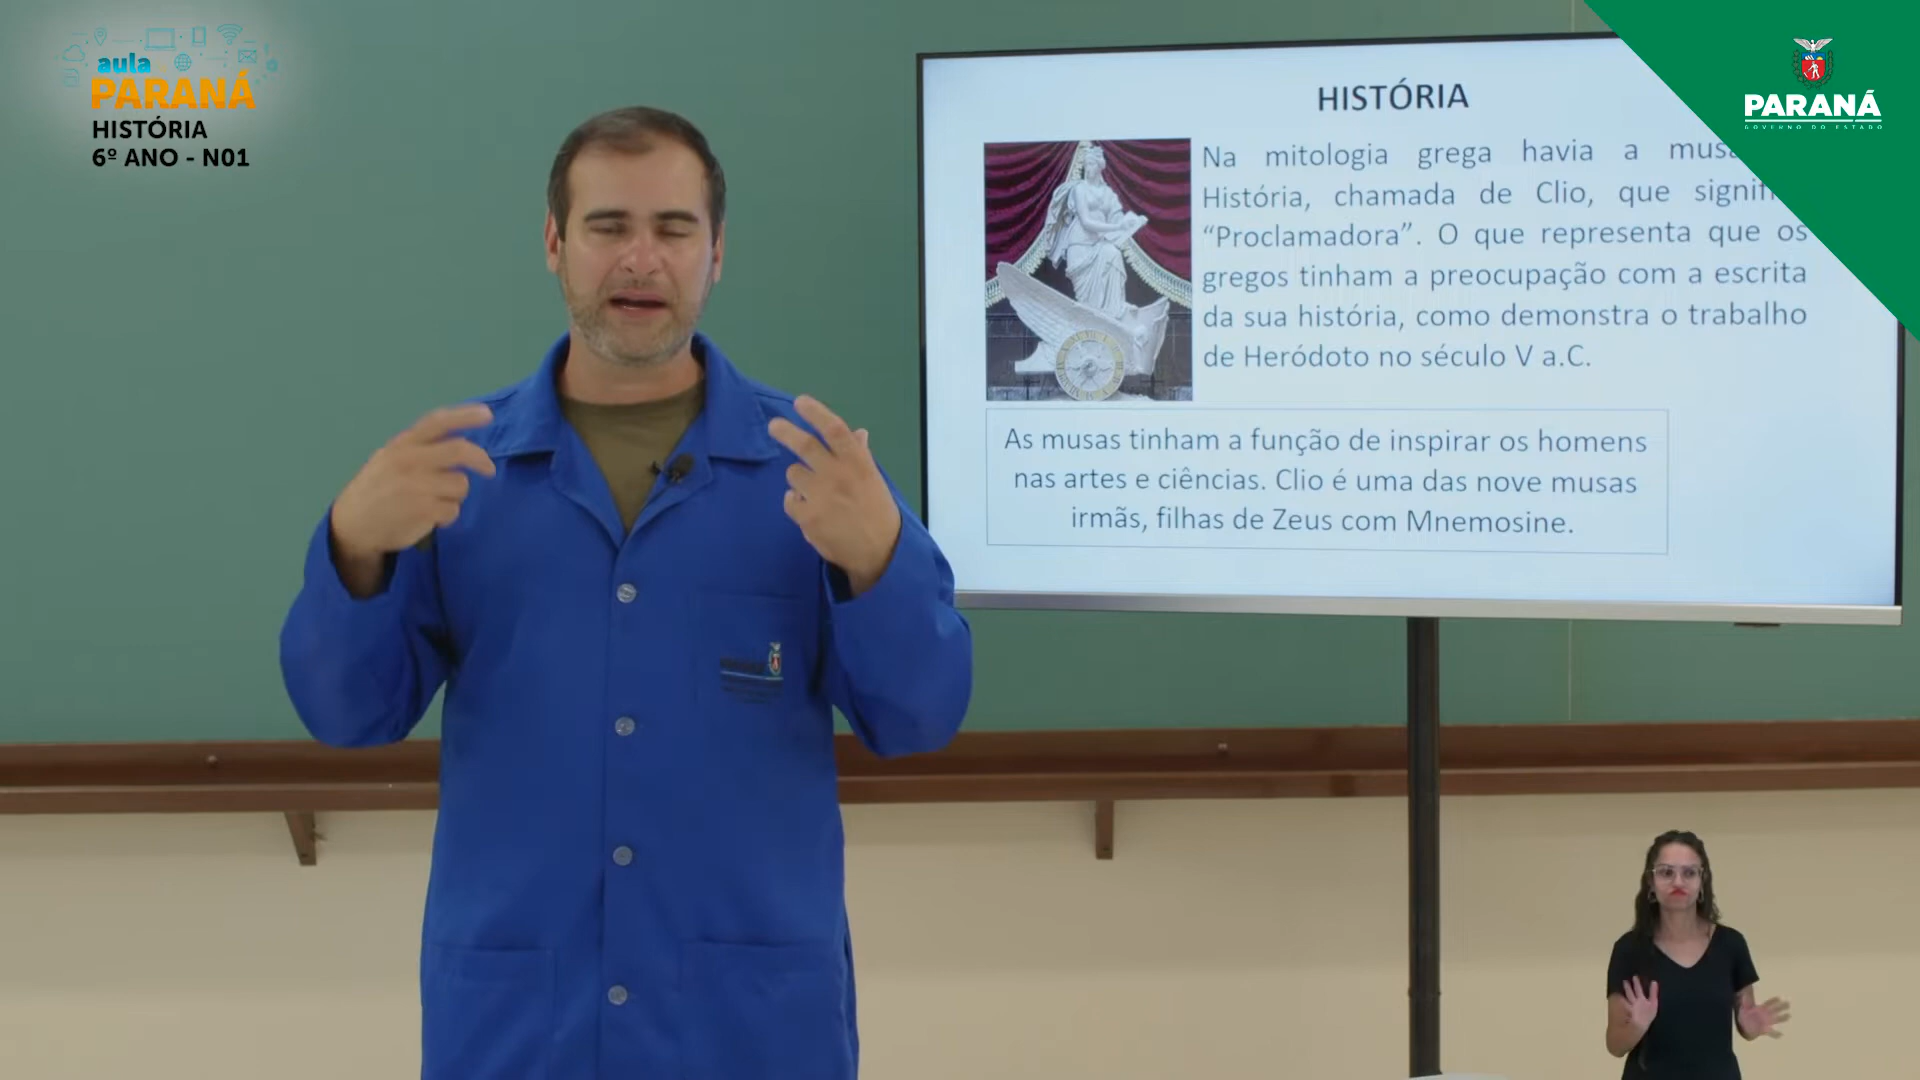 aula
PARANÁ
HISTÓRIA
6º ANO - N01
HISTÓRIA
Na mitologia grega havia a
História, chamada de Clio, que
“Proclamadora”. O que representa que os
gregos tinham a preocupação com a escrita
da sua história, como demonstra o trabalho
de Heródoto no século V a.C.
As musas tinham a função de inspirar os homens
nas artes e ciências. Clio é uma das nove musas
irmãs, filhas de Zeus com Mnemosine.
PARANÁ
GOVERNO DO ESTADO